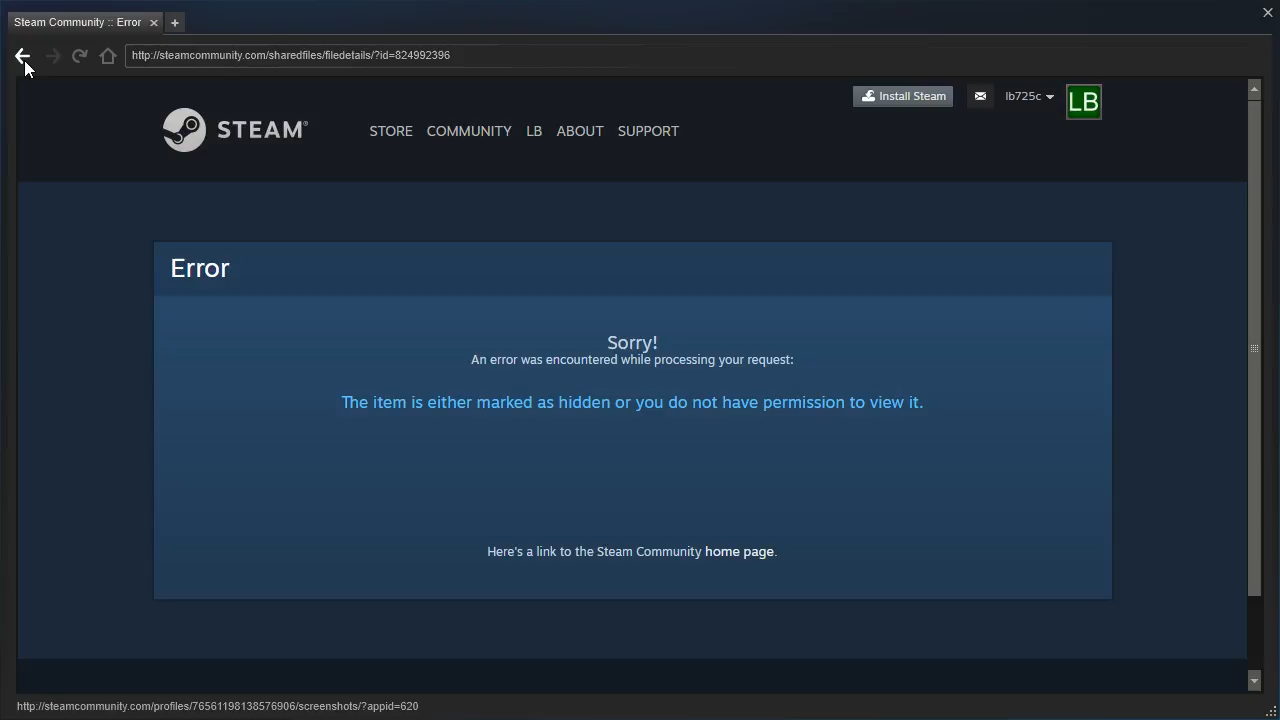 Steam Community :: Error
http://steamcommunity.com/sharedfiles/filedetails/?id=824992396
Install Steam
lb725c
LB
STEAM®
STORE COMMUNITY LB ABOUT SUPPORT
Error
Sorry!
An error was encountered while processing your request:
The item is either marked as hidden or you do not have permission to view it.
Here's a link to the Steam Community home page.
http://steamcommunity.com/profiles/76561198138576906/screenshots/?appid=620